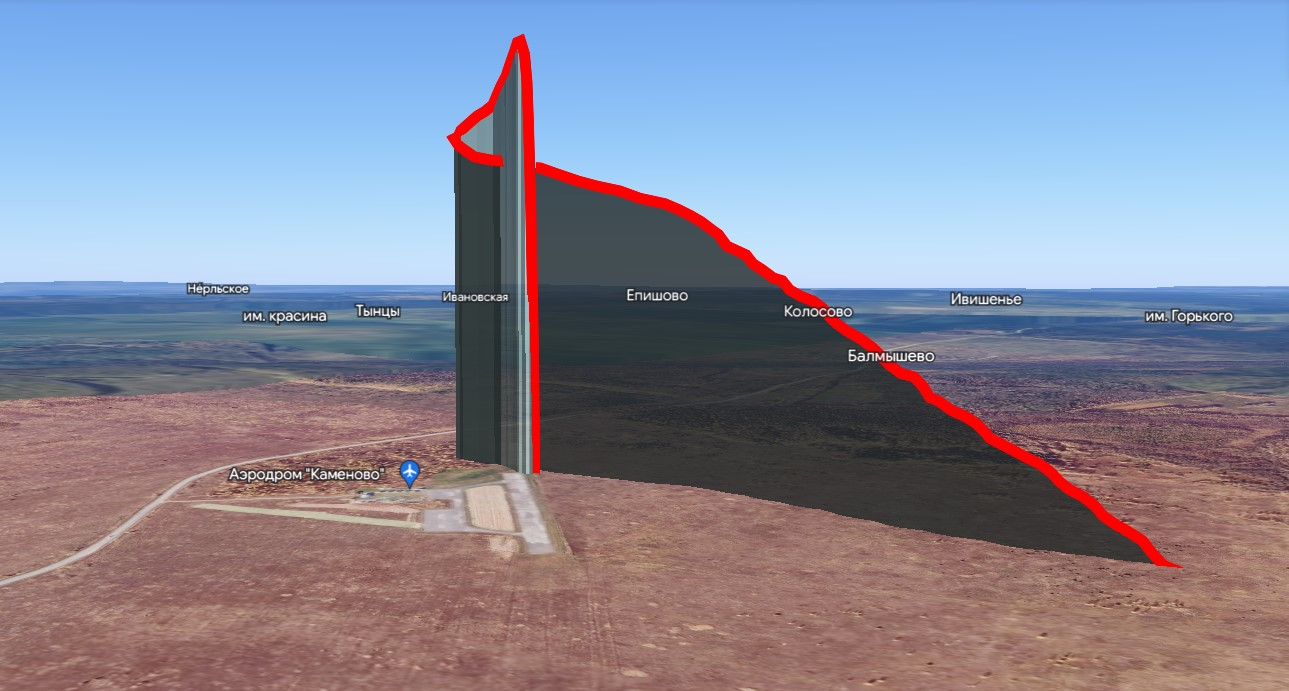 Нерльское
им. красина
Тынцы
Ивановская
Епишово
Колосово
Ивишенье
им. Горького
Балмышево
Аэродром "Каменово"